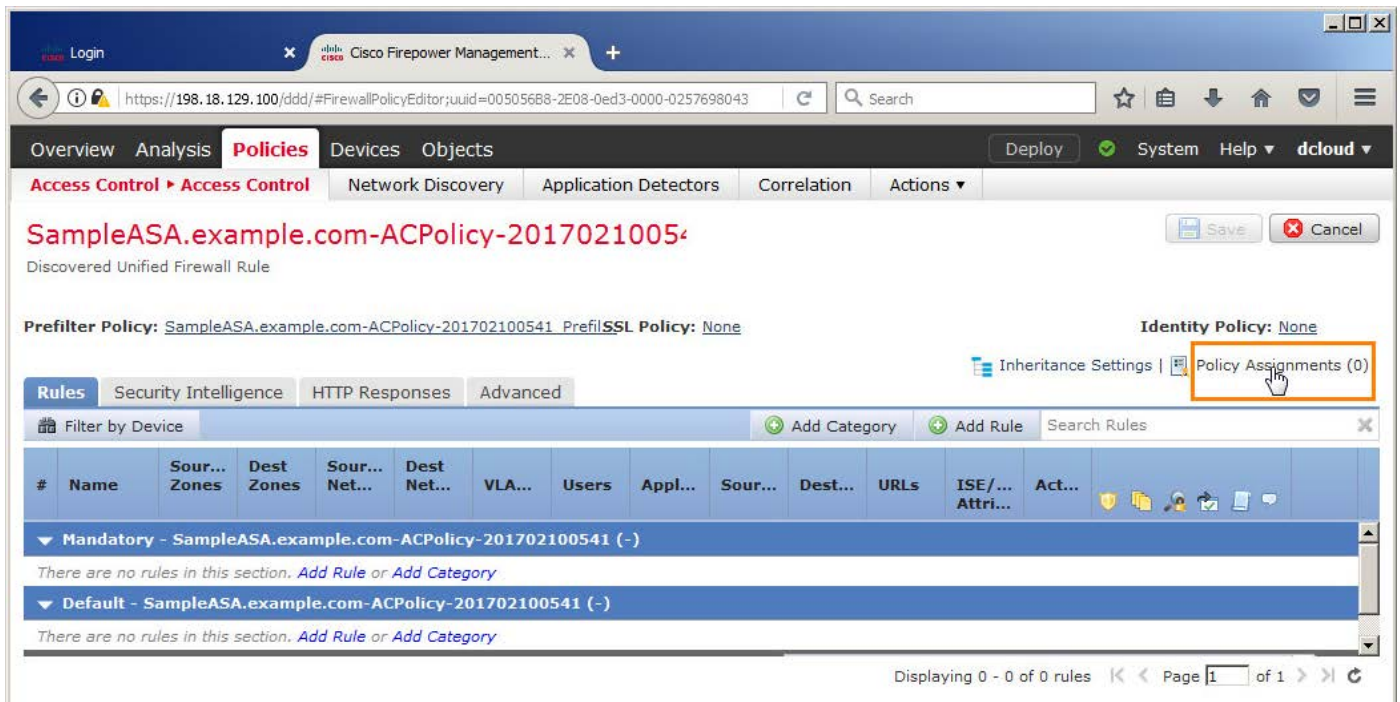 cisco Login × cisco Cisco Firepower Management... × +
https://198.18.129.100/ddd/#FirewallPolicyEditor;uuid=005056B8-2E08-0ed3-0000-0257698043 Search
Overview Analysis Policies Devices Objects Deploy System Help ▾ dcloud ▾
Access Control ▸ Access Control Network Discovery Application Detectors Correlation Actions ▾
SampleASA.example.com-ACPolicy-2017021005
Save Cancel
Discovered Unified Firewall Rule
Prefilter Policy: SampleASA.example.com-ACPolicy-201702100541_Prefil SSL Policy: None Identity Policy: None
Inheritance Settings | Policy Assignments (0)
Rules Security Intelligence HTTP Responses Advanced
Filter by Device Add Category Add Rule Search Rules
# Name Sour... Zones Dest Zones Sour... Net... Dest Net... VLA... Users Appl... Sour... Dest... URLs ISE/... Attri... Act...
Mandatory - SampleASA.example.com-ACPolicy-201702100541 (-)
There are no rules in this section. Add Rule or Add Category
Default - SampleASA.example.com-ACPolicy-201702100541 (-)
There are no rules in this section. Add Rule or Add Category
Displaying 0 - 0 of 0 rules |< < Page 1 of 1 > >|